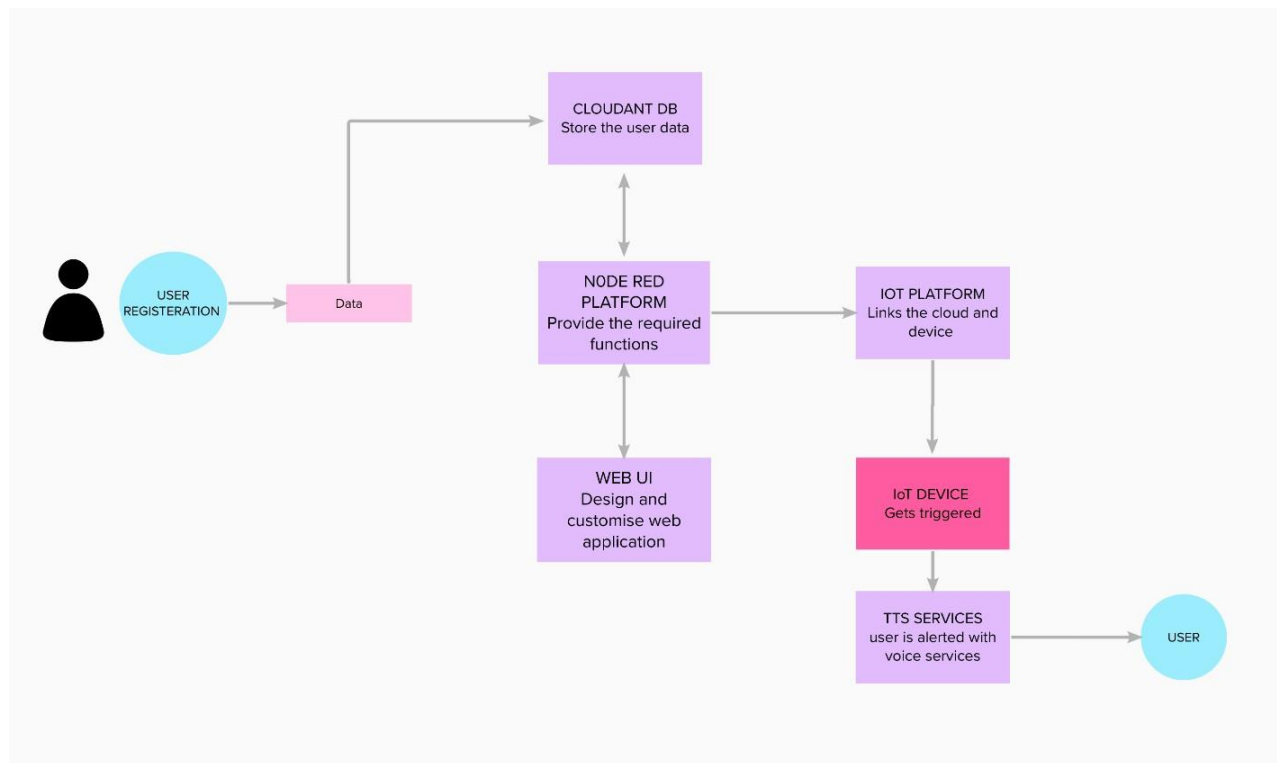 CLOUDANT DB
Store the user data
USER
REGISTERATION
Data
N0DE RED
PLATFORM
Provide the required
functions
IOT PLATFORM
Links the cloud and
device
WEB UI
Design and
customise web
application
IoT DEVICE
Gets triggered
TTS SERVICES
user is alerted with
voice services
USER